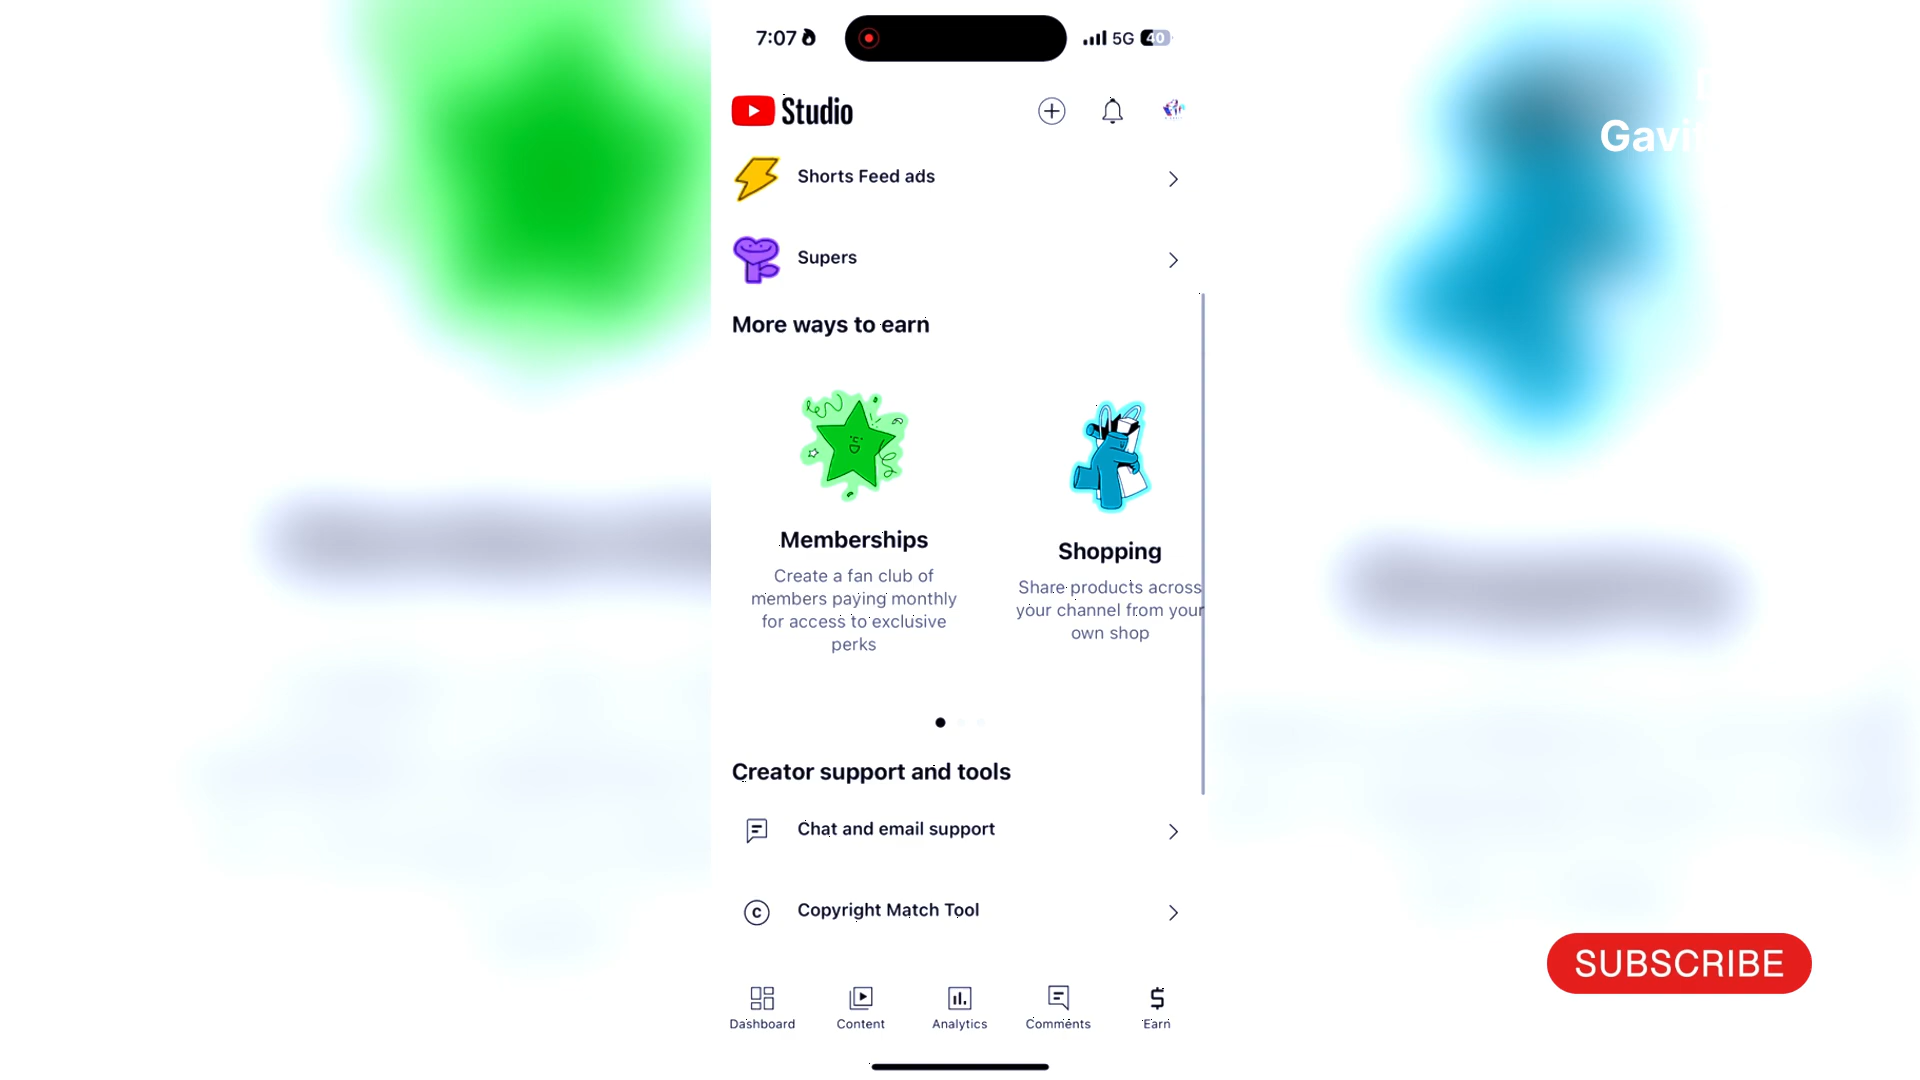 7:07
5G
40
Studio
Gavi
Shorts Feed ads
Supers
More ways to earn
Memberships
Create a fan club of
members paying monthly
for access to exclusive
perks
Shopping
Share products across
your channel from your
own shop
Creator support and tools
Chat and email support
Copyright Match Tool
SUBSCRIBE
Dashboard
Content
Analytics
Comments
Earn